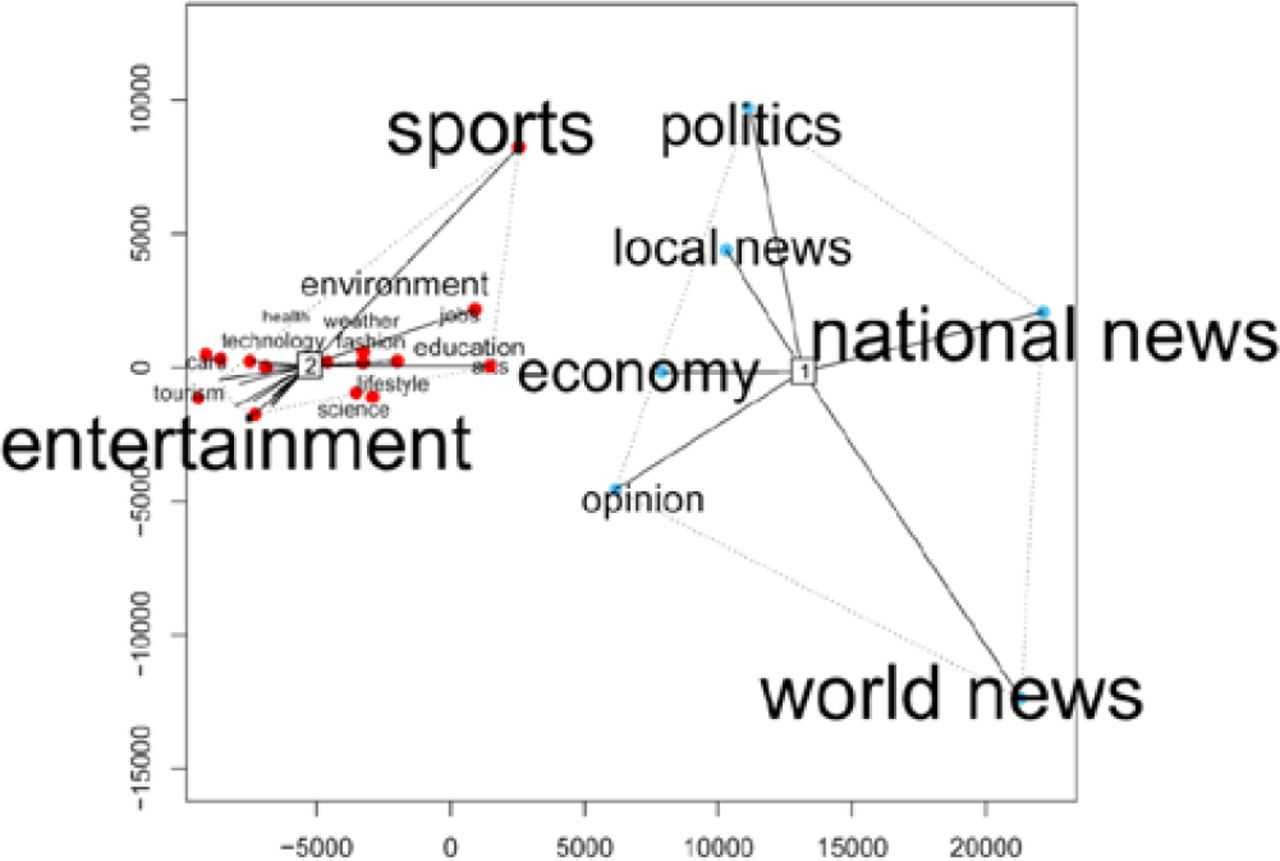 10000
5000
0
−5000
−10000
−15000
sports
politics
local news
environment
health
weather
jobs
technology
fashion
national news
education
cars
2
arts
economy
1
lifestyle
tourism
science
entertainment
opinion
world news
−5000
0
5000
10000
15000
20000